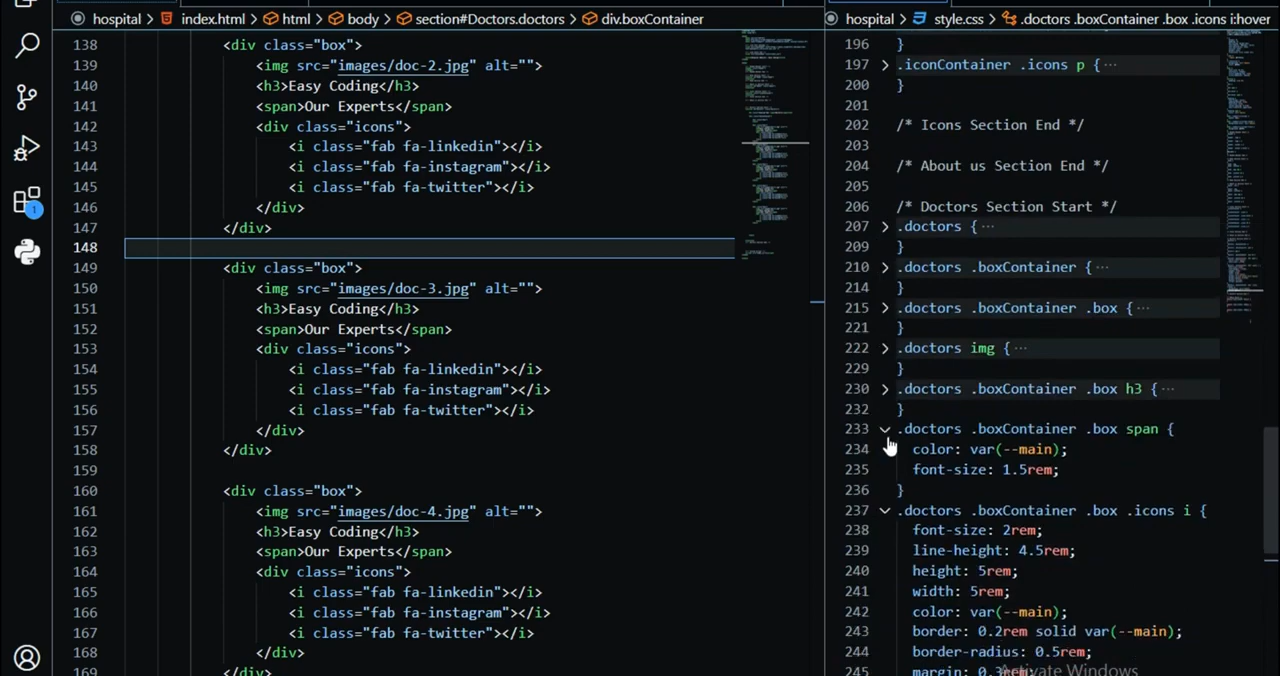 hospital > index.html > html > body > section#Doctors.doctors > div.boxContainer
138 <div class="box">
139 <img src="images/doc-2.jpg" alt="">
140 <h3>Easy Coding</h3>
141 <span>Our Experts</span>
142 <div class="icons">
143 <i class="fab fa-linkedin"></i>
144 <i class="fab fa-instagram"></i>
145 <i class="fab fa-twitter"></i>
146 </div>
147 </div>
148
149 <div class="box">
150 <img src="images/doc-3.jpg" alt="">
151 <h3>Easy Coding</h3>
152 <span>Our Experts</span>
153 <div class="icons">
154 <i class="fab fa-linkedin"></i>
155 <i class="fab fa-instagram"></i>
156 <i class="fab fa-twitter"></i>
157 </div>
158 </div>
159
160 <div class="box">
161 <img src="images/doc-4.jpg" alt="">
162 <h3>Easy Coding</h3>
163 <span>Our Experts</span>
164 <div class="icons">
165 <i class="fab fa-linkedin"></i>
166 <i class="fab fa-instagram"></i>
167 <i class="fab fa-twitter"></i>
168 </div>
169 </div>
hospital > style.css > .doctors .boxContainer .box .icons i:hover
196 }
197 .iconContainer .icons p { ···
200 }
201
202 /* Icons Section End */
203
204 /* About us Section End */
205
206 /* Doctors Section Start */
207 .doctors { ···
209 }
210 .doctors .boxContainer { ···
214 }
215 .doctors .boxContainer .box { ···
221 }
222 .doctors img { ···
229 }
230 .doctors .boxContainer .box h3 { ···
232 }
233 .doctors .boxContainer .box span {
234 color: var(--main);
235 font-size: 1.5rem;
236 }
237 .doctors .boxContainer .box .icons i {
238 font-size: 2rem;
239 line-height: 4.5rem;
240 height: 5rem;
241 width: 5rem;
242 color: var(--main);
243 border: 0.2rem solid var(--main);
244 border-radius: 0.5rem;
245 margin:
Activate Windows
1